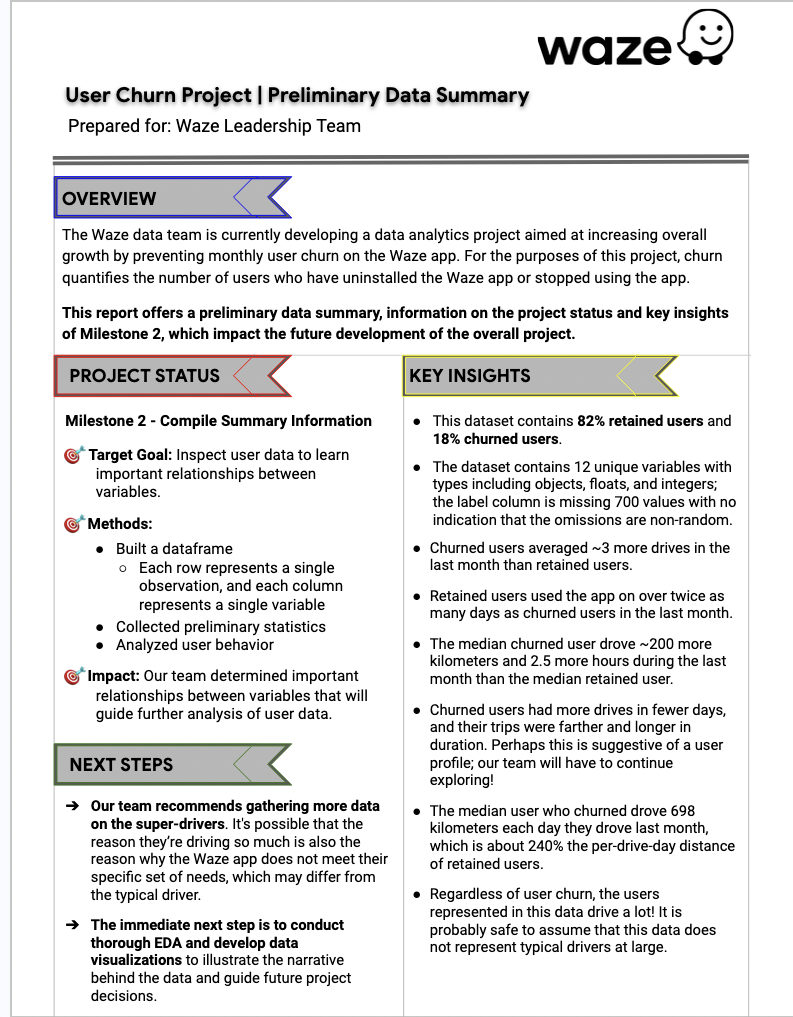 waze
User Churn Project | Preliminary Data Summary
Prepared for: Waze Leadership Team
OVERVIEW
The Waze data team is currently developing a data analytics project aimed at increasing overall
growth by preventing monthly user churn on the Waze app. For the purposes of this project, churn
quantifies the number of users who have uninstalled the Waze app or stopped using the app.
This report offers a preliminary data summary, information on the project status and key insights
of Milestone 2, which impact the future development of the overall project.
PROJECT STATUS
Milestone 2 - Compile Summary Information
🎯 Target Goal: Inspect user data to learn
important relationships between
variables.
🎯 Methods:
● Built a dataframe
○ Each row represents a single
observation, and each column
represents a single variable
● Collected preliminary statistics
● Analyzed user behavior
🎯 Impact: Our team determined important
relationships between variables that will
guide further analysis of user data.
NEXT STEPS
➔ Our team recommends gathering more data
on the super-drivers. It's possible that the
reason they're driving so much is also the
reason why the Waze app does not meet their
specific set of needs, which may differ from
the typical driver.
➔ The immediate next step is to conduct
thorough EDA and develop data
visualizations to illustrate the narrative
behind the data and guide future project
decisions.
KEY INSIGHTS
● This dataset contains 82% retained users and
18% churned users.
● The dataset contains 12 unique variables with
types including objects, floats, and integers;
the label column is missing 700 values with no
indication that the omissions are non-random.
● Churned users averaged ~3 more drives in the
last month than retained users.
● Retained users used the app on over twice as
many days as churned users in the last month.
● The median churned user drove ~200 more
kilometers and 2.5 more hours during the last
month than the median retained user.
● Churned users had more drives in fewer days,
and their trips were farther and longer in
duration. Perhaps this is suggestive of a user
profile; our team will have to continue
exploring!
● The median user who churned drove 698
kilometers each day they drove last month,
which is about 240% the per-drive-day distance
of retained users.
● Regardless of user churn, the users
represented in this data drive a lot! It is
probably safe to assume that this data does
not represent typical drivers at large.